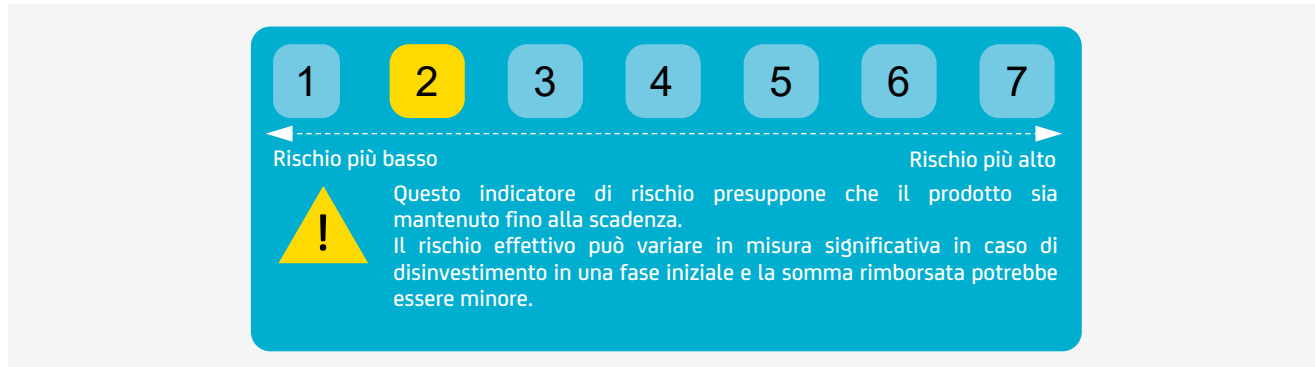 1 2 3 4 5 6 7
Rischio più basso Rischio più alto
! Questo indicatore di rischio presuppone che il prodotto sia
mantenuto fino alla scadenza.
Il rischio effettivo può variare in misura significativa in caso di
disinvestimento in una fase iniziale e la somma rimborsata potrebbe
essere minore.